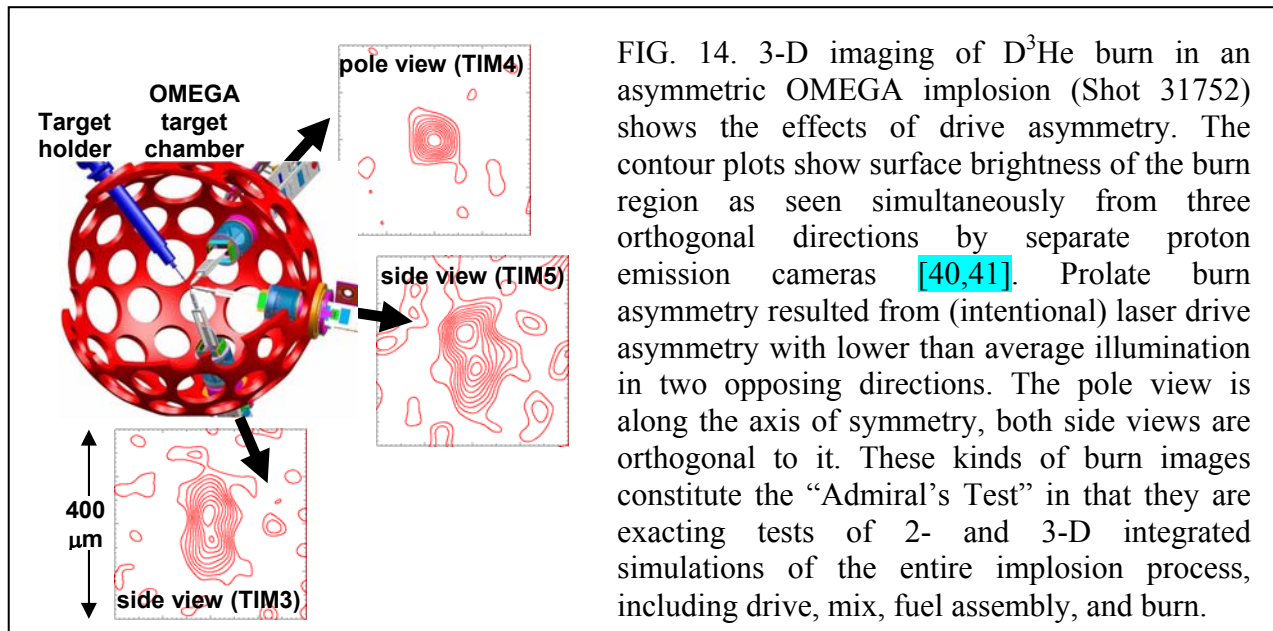 pole view (TIM4)
OMEGA
target
chamber
Target
holder
side view (TIM5)
400
μm
side view (TIM3)
FIG. 14. 3-D imaging of D³He burn in an
asymmetric OMEGA implosion (Shot 31752)
shows the effects of drive asymmetry. The
contour plots show surface brightness of the burn
region as seen simultaneously from three
orthogonal directions by separate proton
emission cameras [40,41]. Prolate burn
asymmetry resulted from (intentional) laser drive
asymmetry with lower than average illumination
in two opposing directions. The pole view is
along the axis of symmetry, both side views are
orthogonal to it. These kinds of burn images
constitute the “Admiral’s Test” in that they are
exacting tests of 2- and 3-D integrated
simulations of the entire implosion process,
including drive, mix, fuel assembly, and burn.